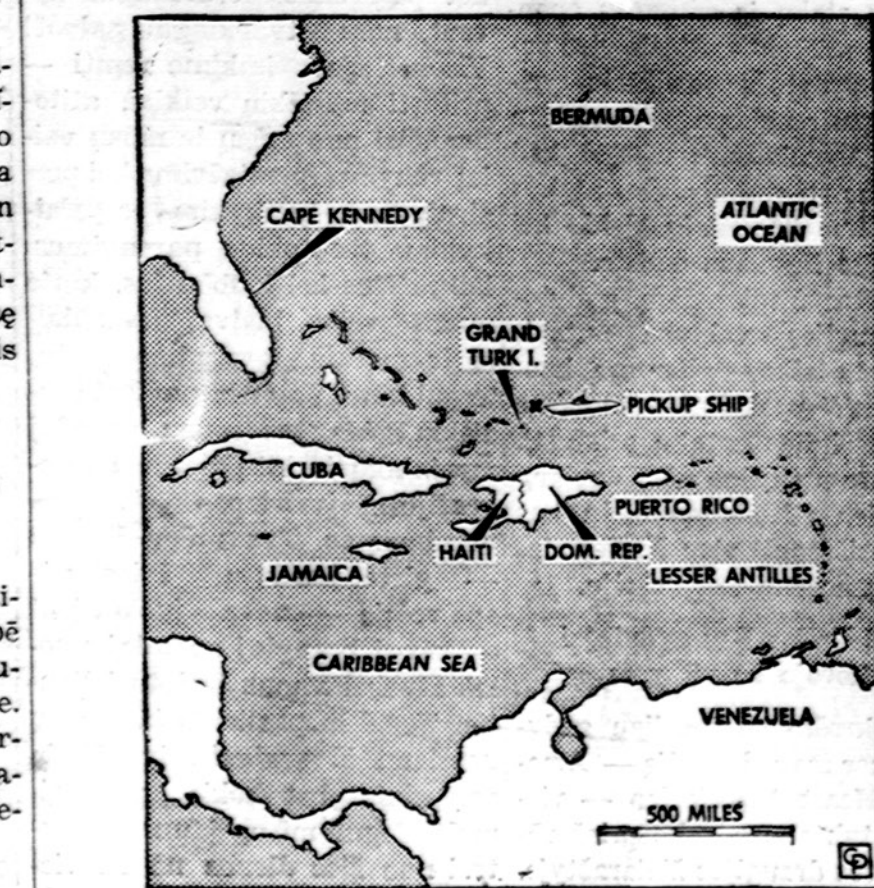 BERMUDA
ATLANTIC
OCEAN
CAPE KENNEDY
GRAND
TURK I.
PICKUP SHIP
CUBA
PUERTO RICO
HAITI
DOM. REP.
JAMAICA
LESSER ANTILLES
CARIBBEAN SEA
VENEZUELA
500 MILES
CP